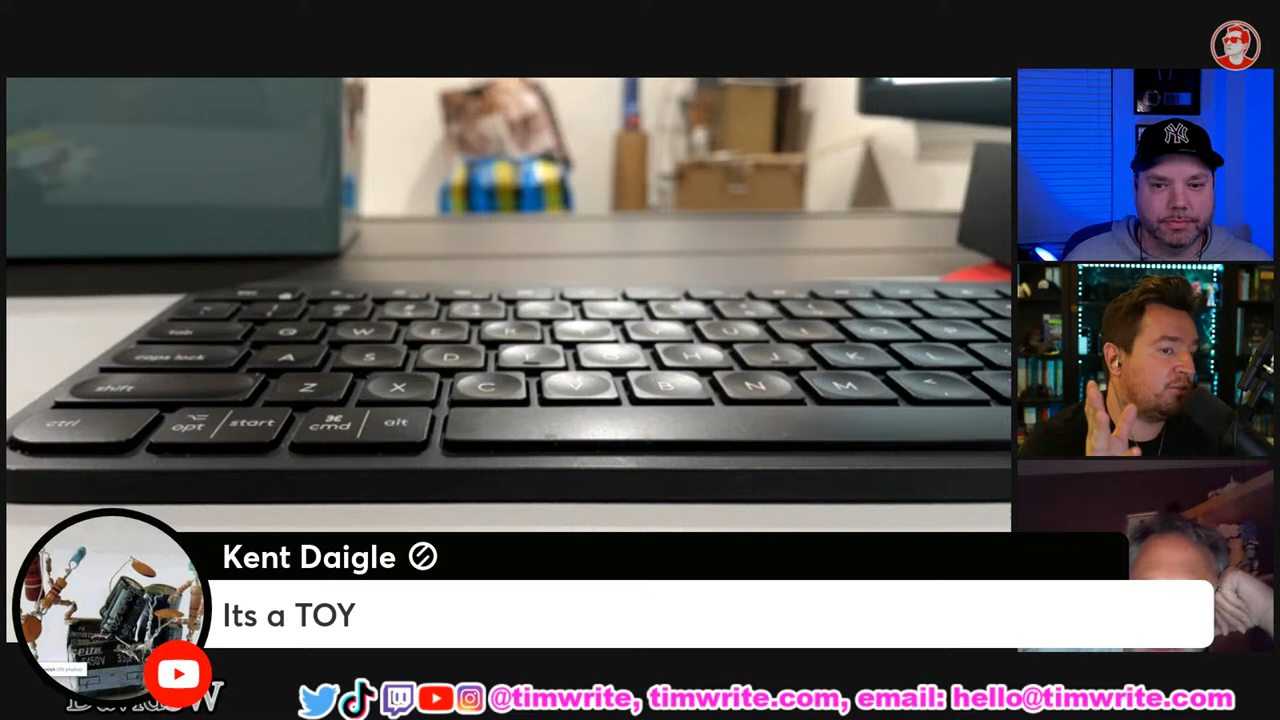 tab Q W E R T Y U I O P
caps lock A S D F G H J K L
shift Z X C V B N M <
ctrl opt start ⌘ cmd alt
Kent Daigle
Its a TOY
@timwrite, timwrite.com, email: hello@timwrite.com